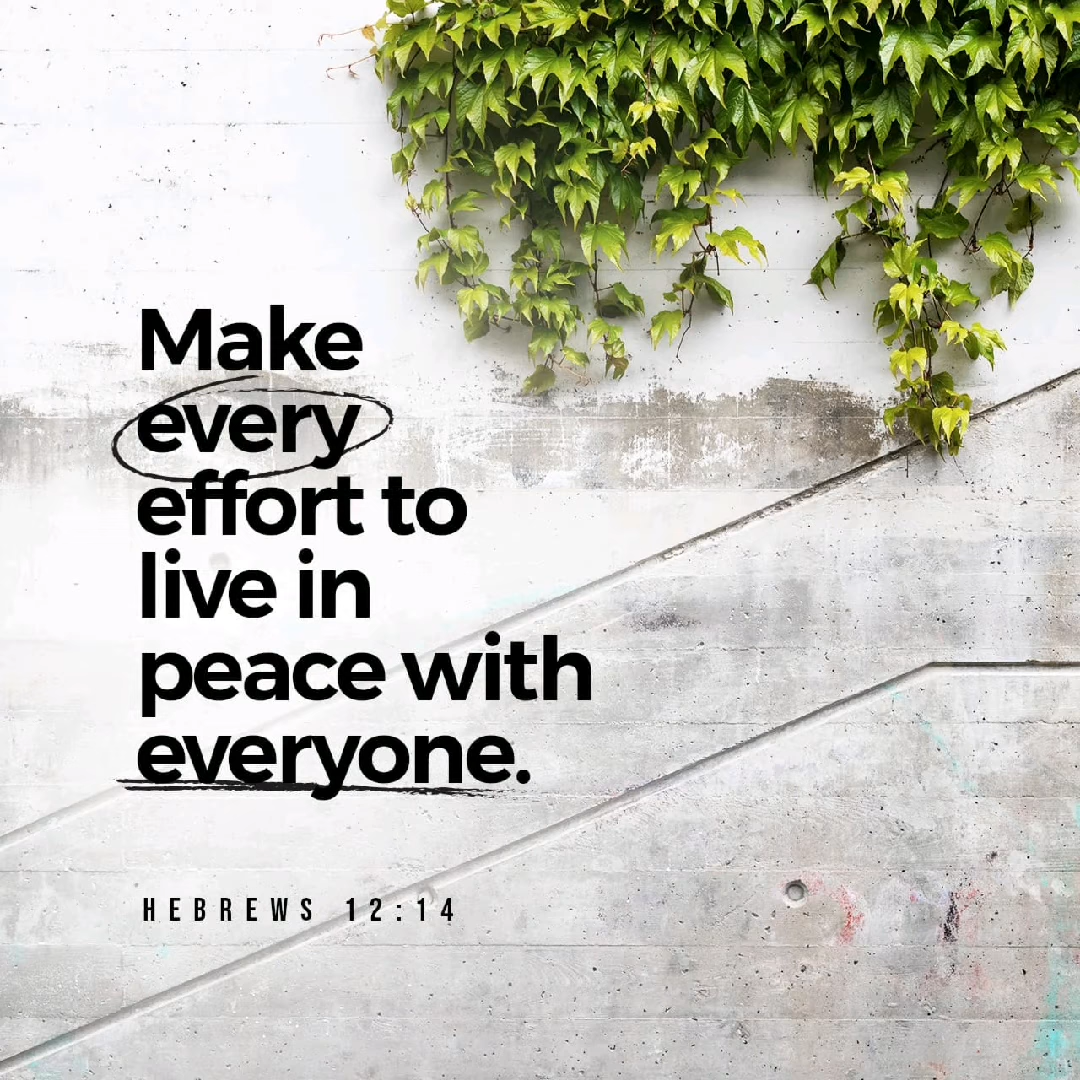 Make
every
effort to
live in
peace with
everyone.
HEBREWS 12:14